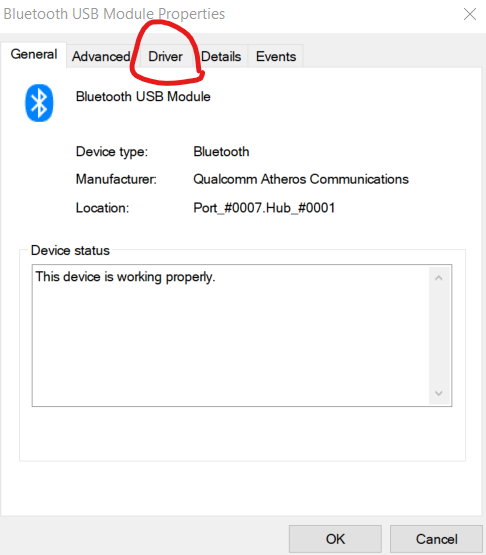 Bluetooth USB Module Properties
General Advanced Driver Details Events
Bluetooth USB Module
Device type: Bluetooth
Manufacturer: Qualcomm Atheros Communications
Location: Port_#0007.Hub_#0001
Device status
This device is working properly.
OK Cancel